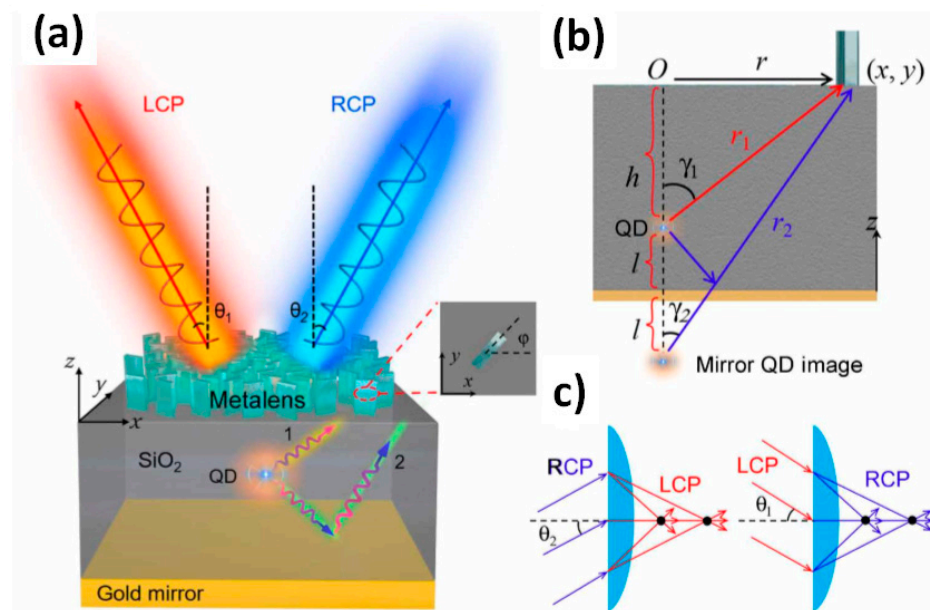 (a)
LCP
RCP
θ1
θ2
y
φ
x
z
y
x
Metalens
1
SiO2
QD
2
Gold mirror
(b)
O
r
(x, y)
h
γ1
r1
QD
r2
z
l
l
γ2
Mirror QD image
c)
RCP
LCP
θ2
LCP
RCP
θ1